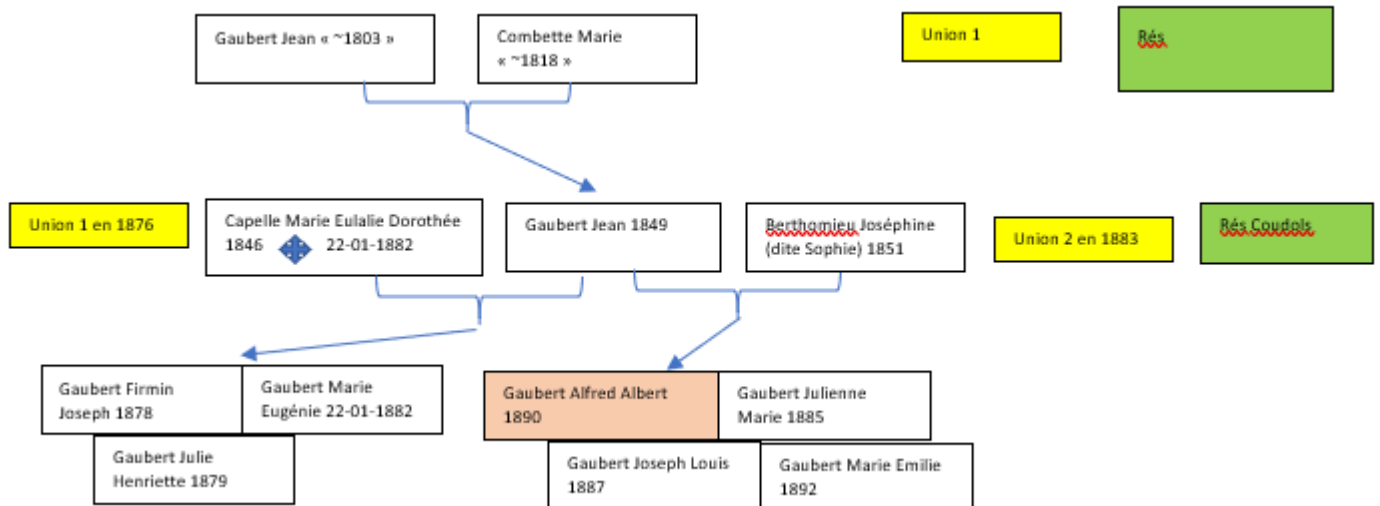 Gaubert Jean « ~1803 »
Combette Marie
« ~1818 »
Union 1
Rés
Union 1 en 1876
Capelle Marie Eulalie Dorothée
1846 22-01-1882
Gaubert Jean 1849
Berthomieu Joséphine
(dite Sophie) 1851
Union 2 en 1883
Rés Coudols
Gaubert Firmin
Joseph 1878
Gaubert Marie
Eugénie 22-01-1882
Gaubert Julie
Henriette 1879
Gaubert Alfred Albert
1890
Gaubert Julienne
Marie 1885
Gaubert Joseph Louis
1887
Gaubert Marie Emilie
1892